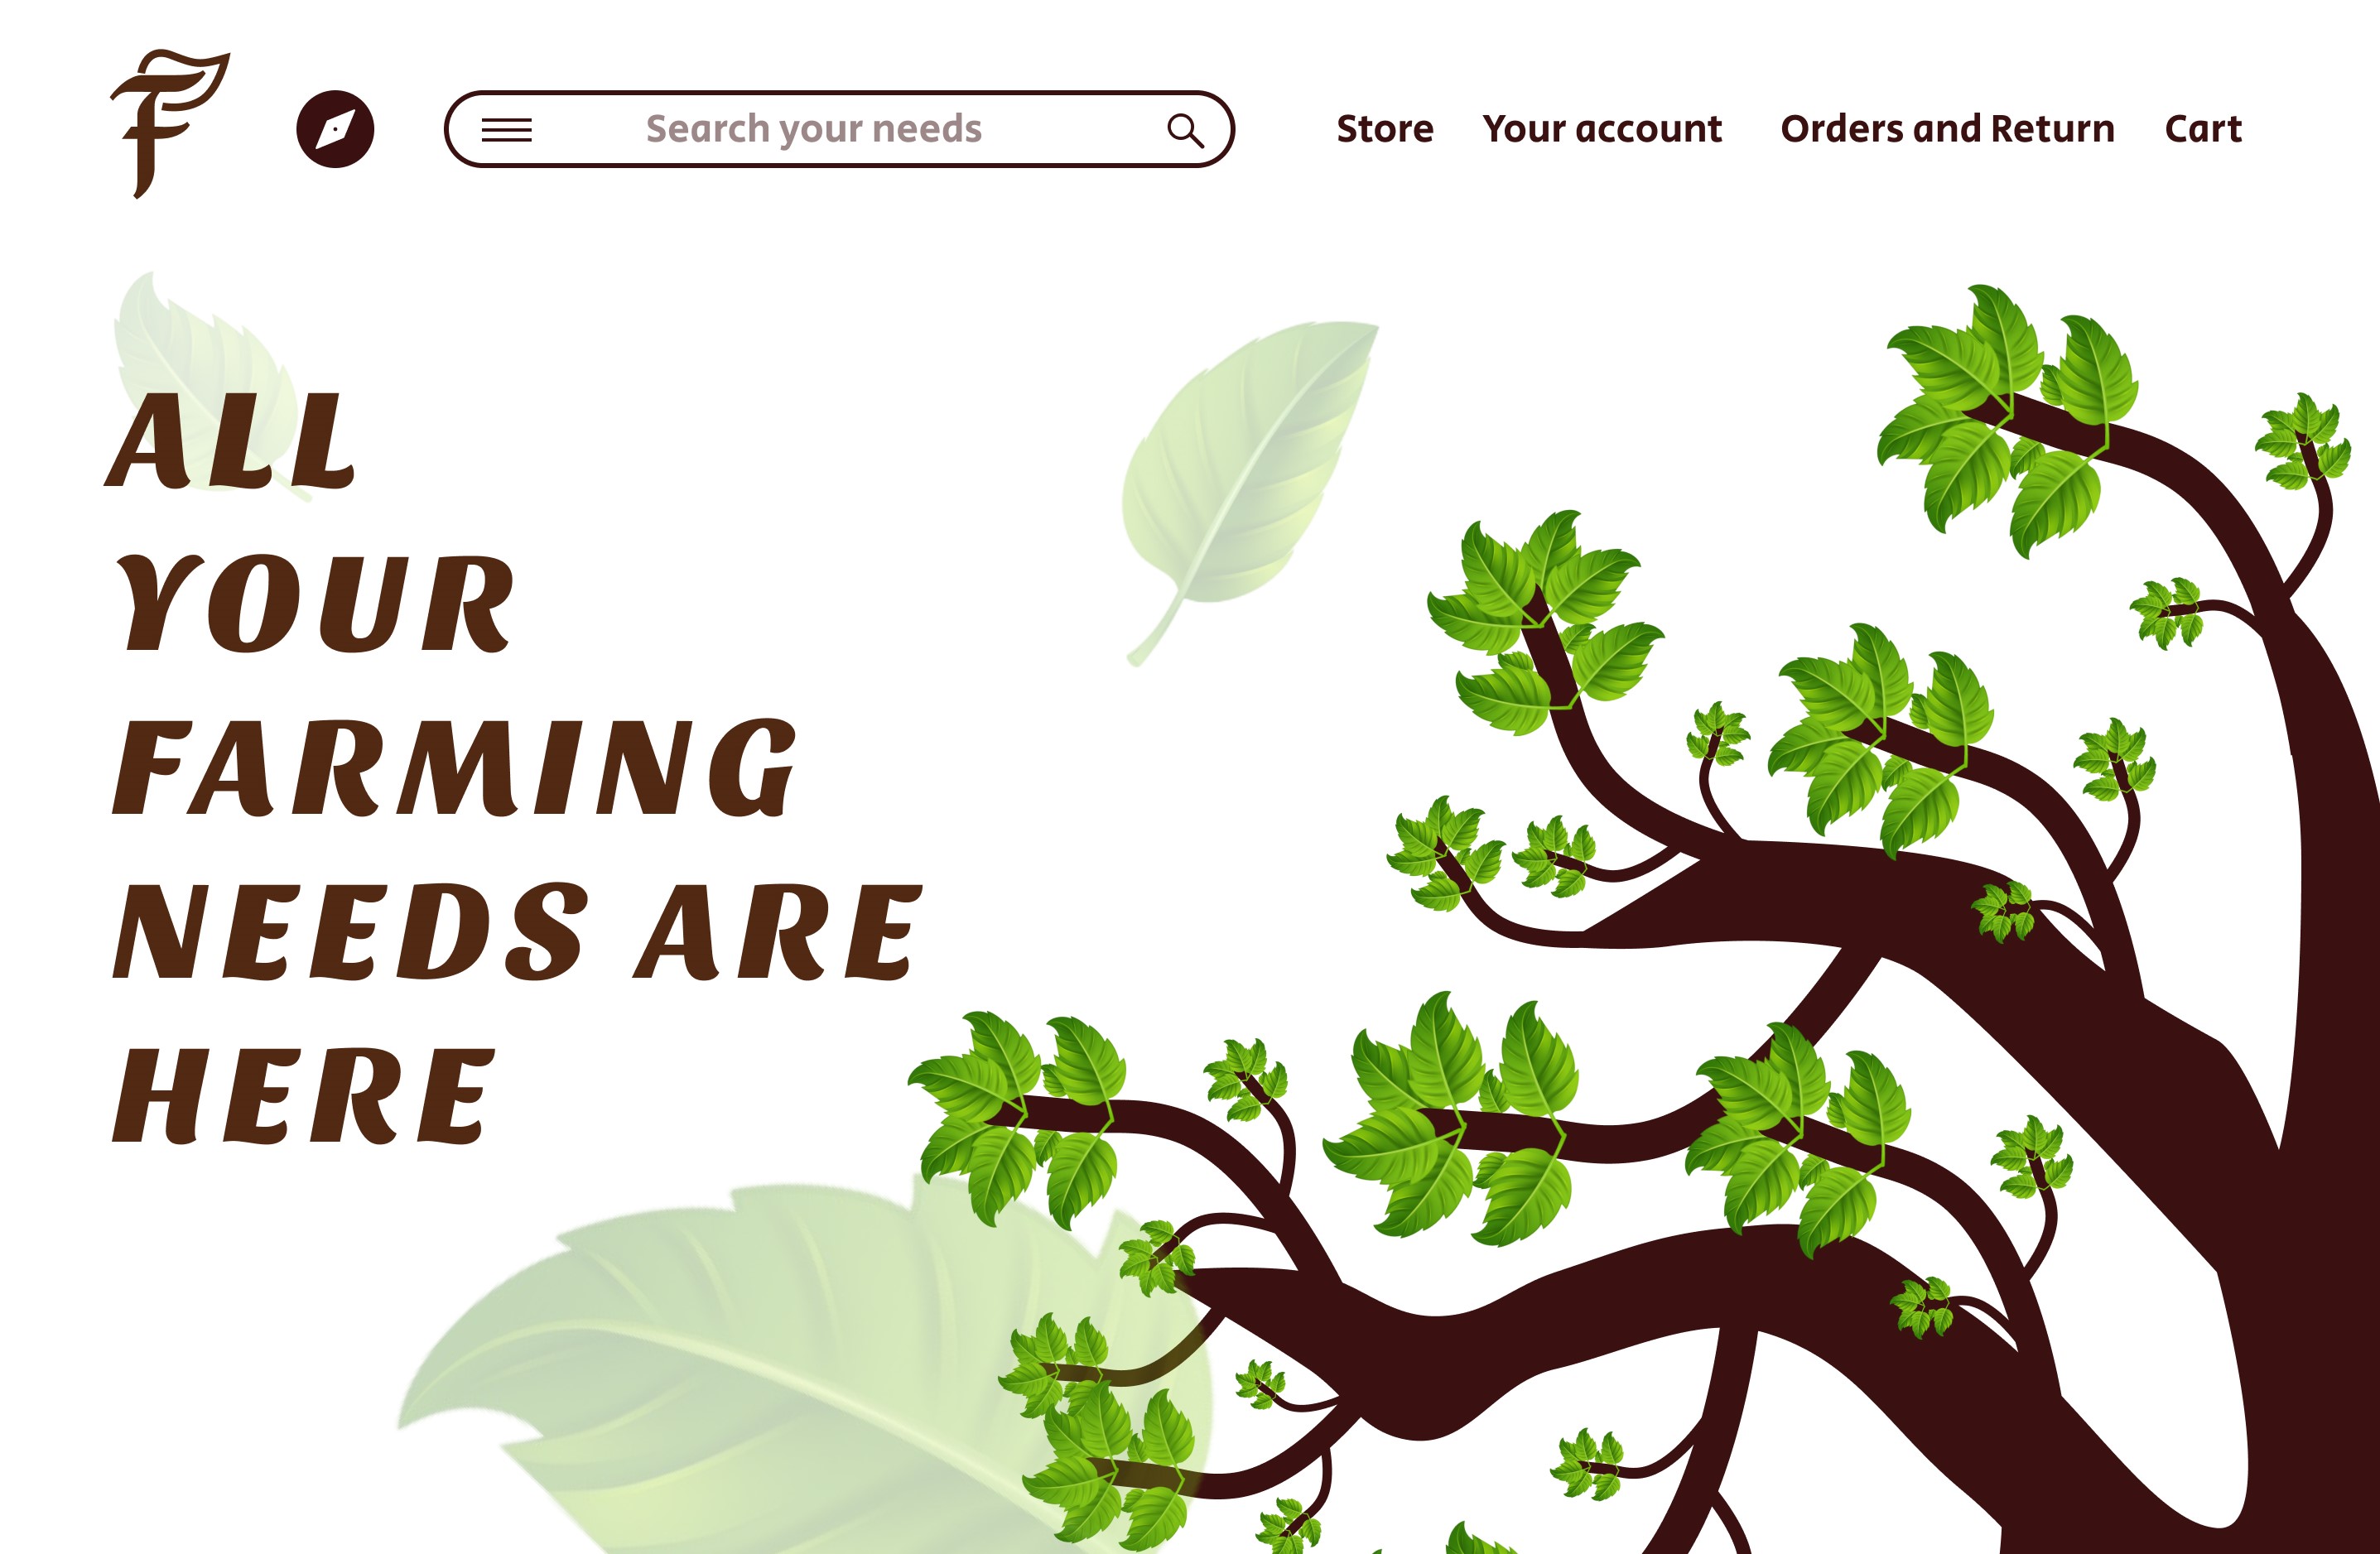 F
Search your needs
Store
Your account
Orders and Return
Cart
ALL
YOUR
FARMING
NEEDS ARE
HERE